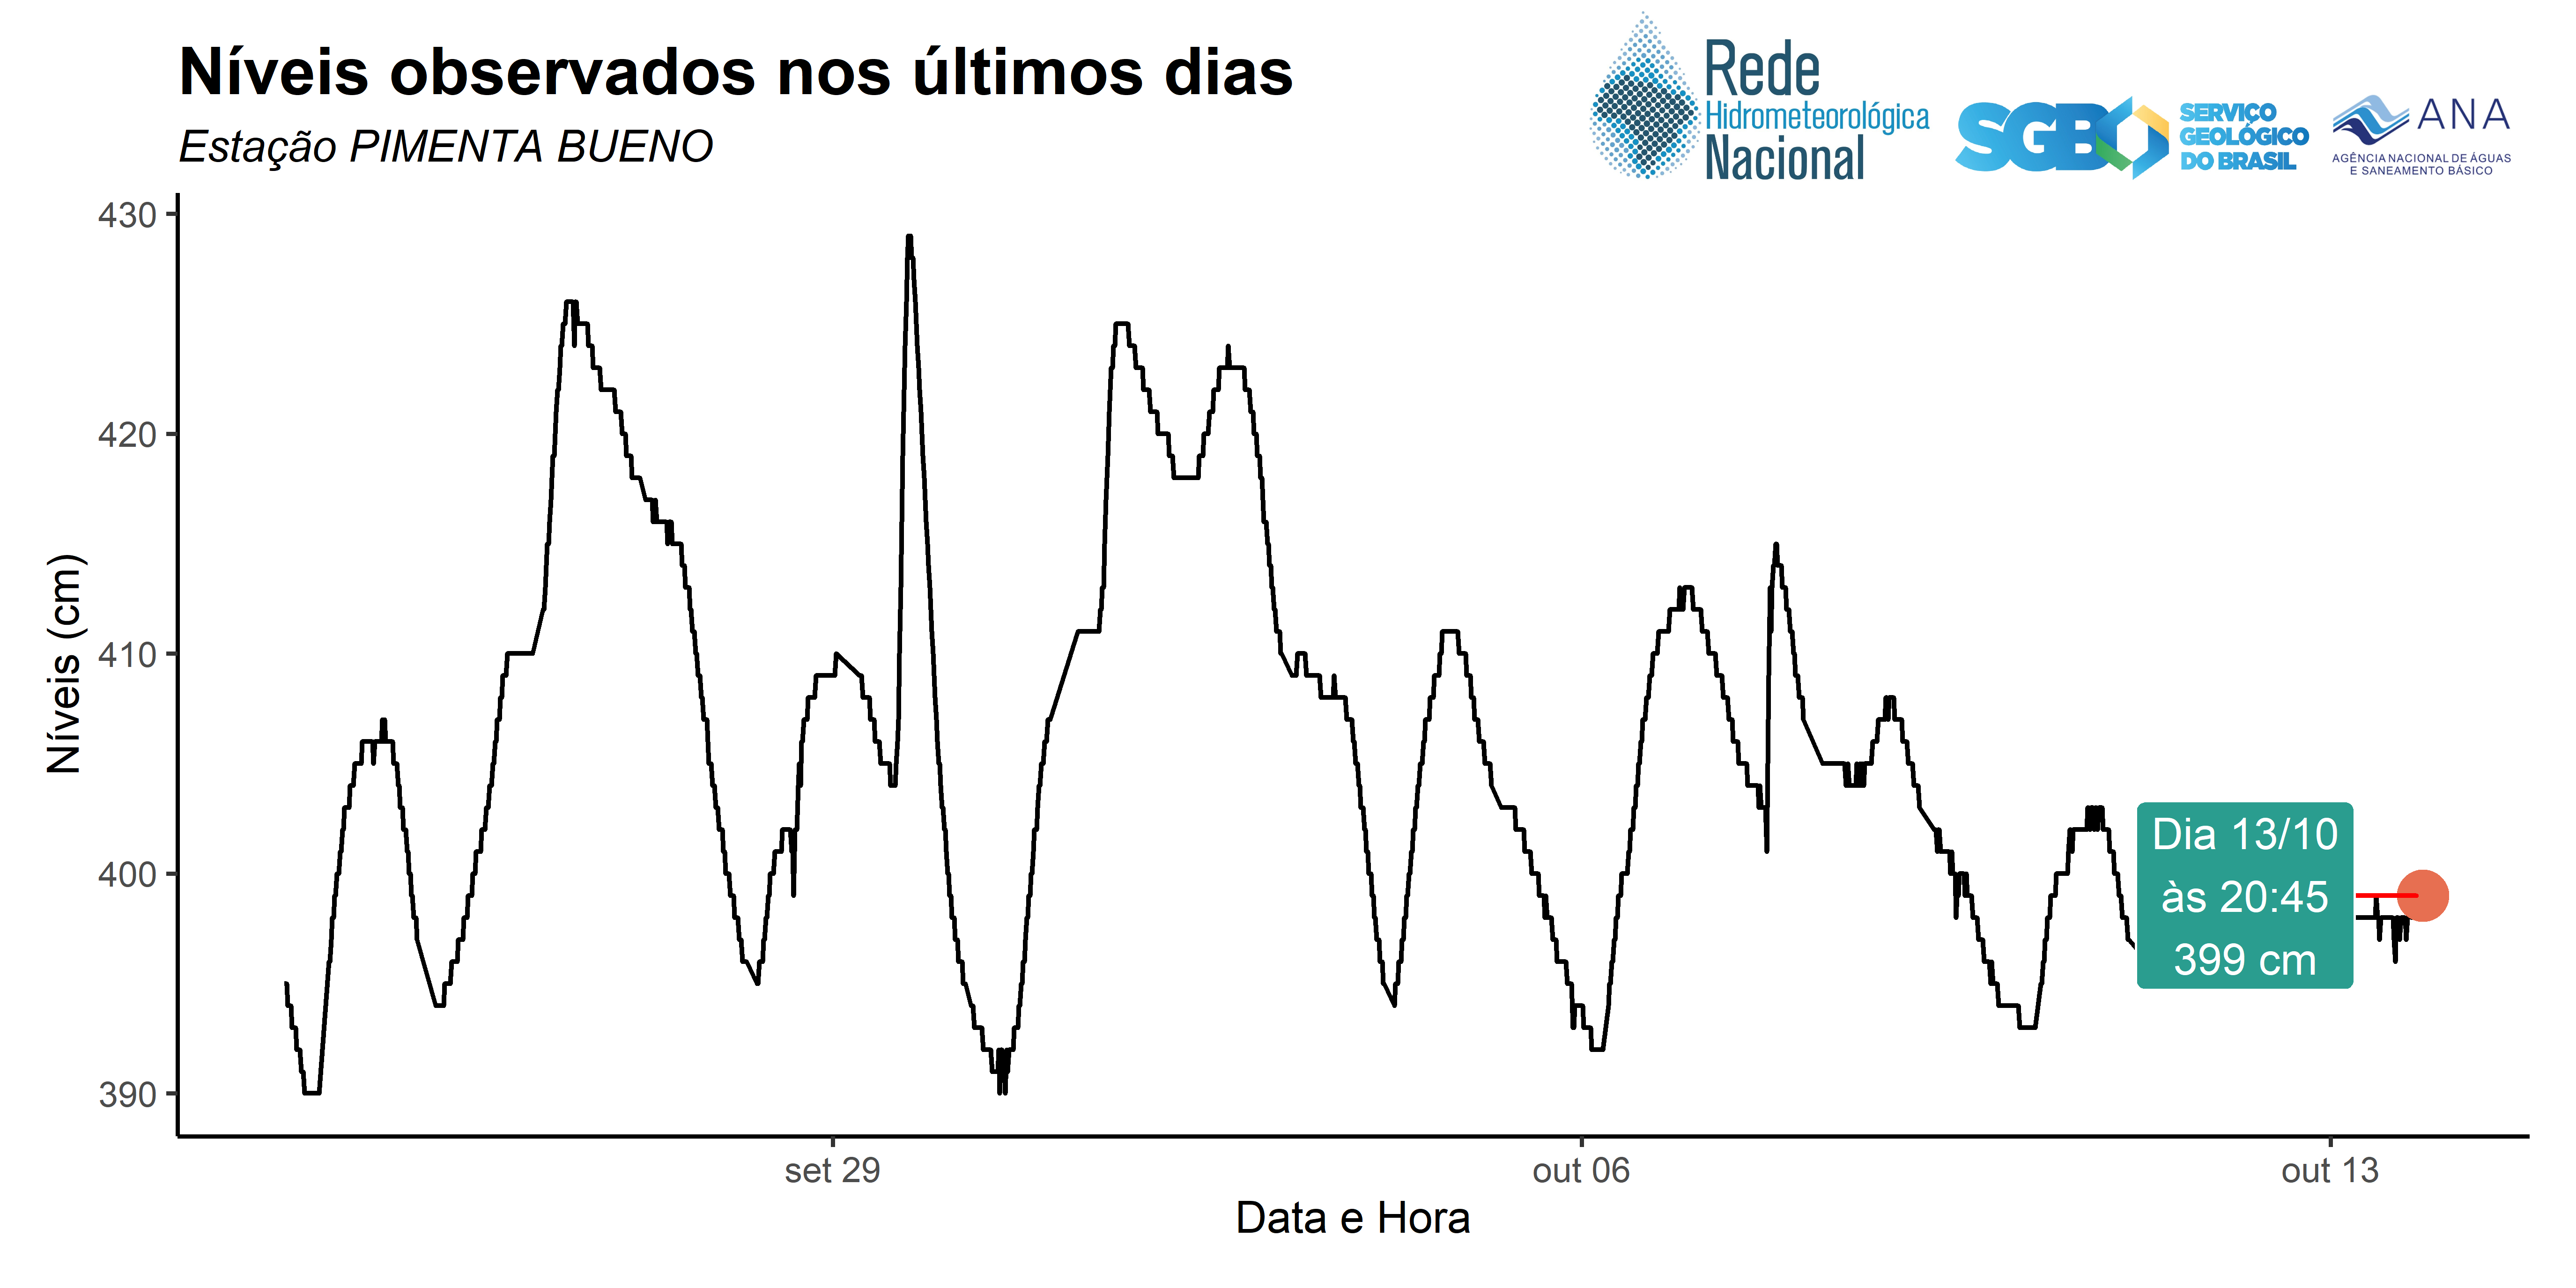 Níveis observados nos últimos dias
Estação PIMENTA BUENO
Rede
Hidrometeorológica
Nacional
SGB
SERVIÇO
GEOLÓGICO
DO BRASIL
ANA
AGÊNCIA NACIONAL DE ÁGUAS
E SANEAMENTO BÁSICO
Níveis (cm)
430
420
410
400
390
Dia 13/10
às 20:45
399 cm
set 29
out 06
out 13
Data e Hora